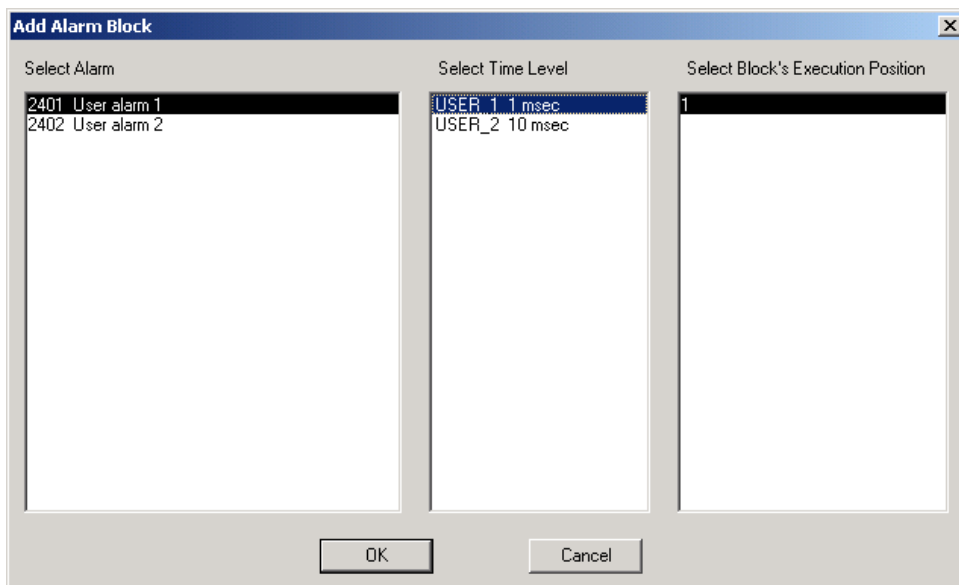 Add Alarm Block
Select Alarm
2401 User alarm 1
2402 User alarm 2
Select Time Level
USER_1 1 msec
USER_2 10 msec
Select Block's Execution Position
1
OK
Cancel